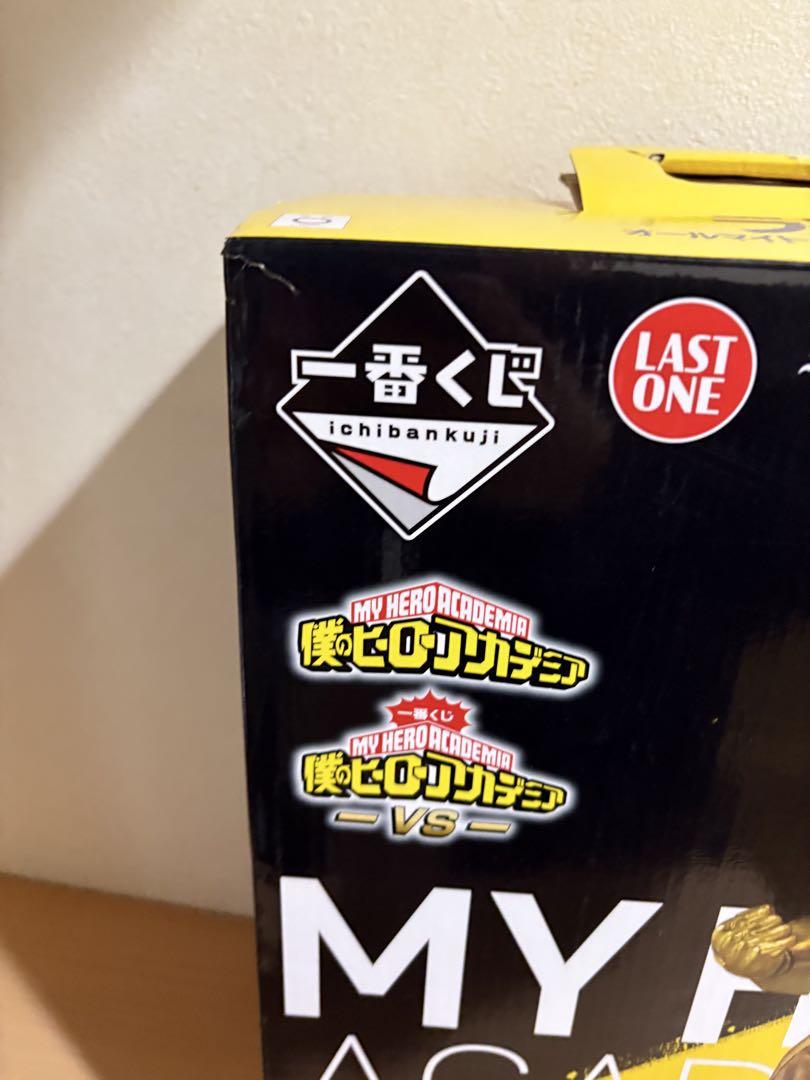 一番くじ
ichibankuji
LAST
ONE
MY HERO ACADEMIA
僕のヒーローアカデミア
一番くじ
MY HERO ACADEMIA
僕のヒーローアカデミア
- VS -
MY H
ACAD